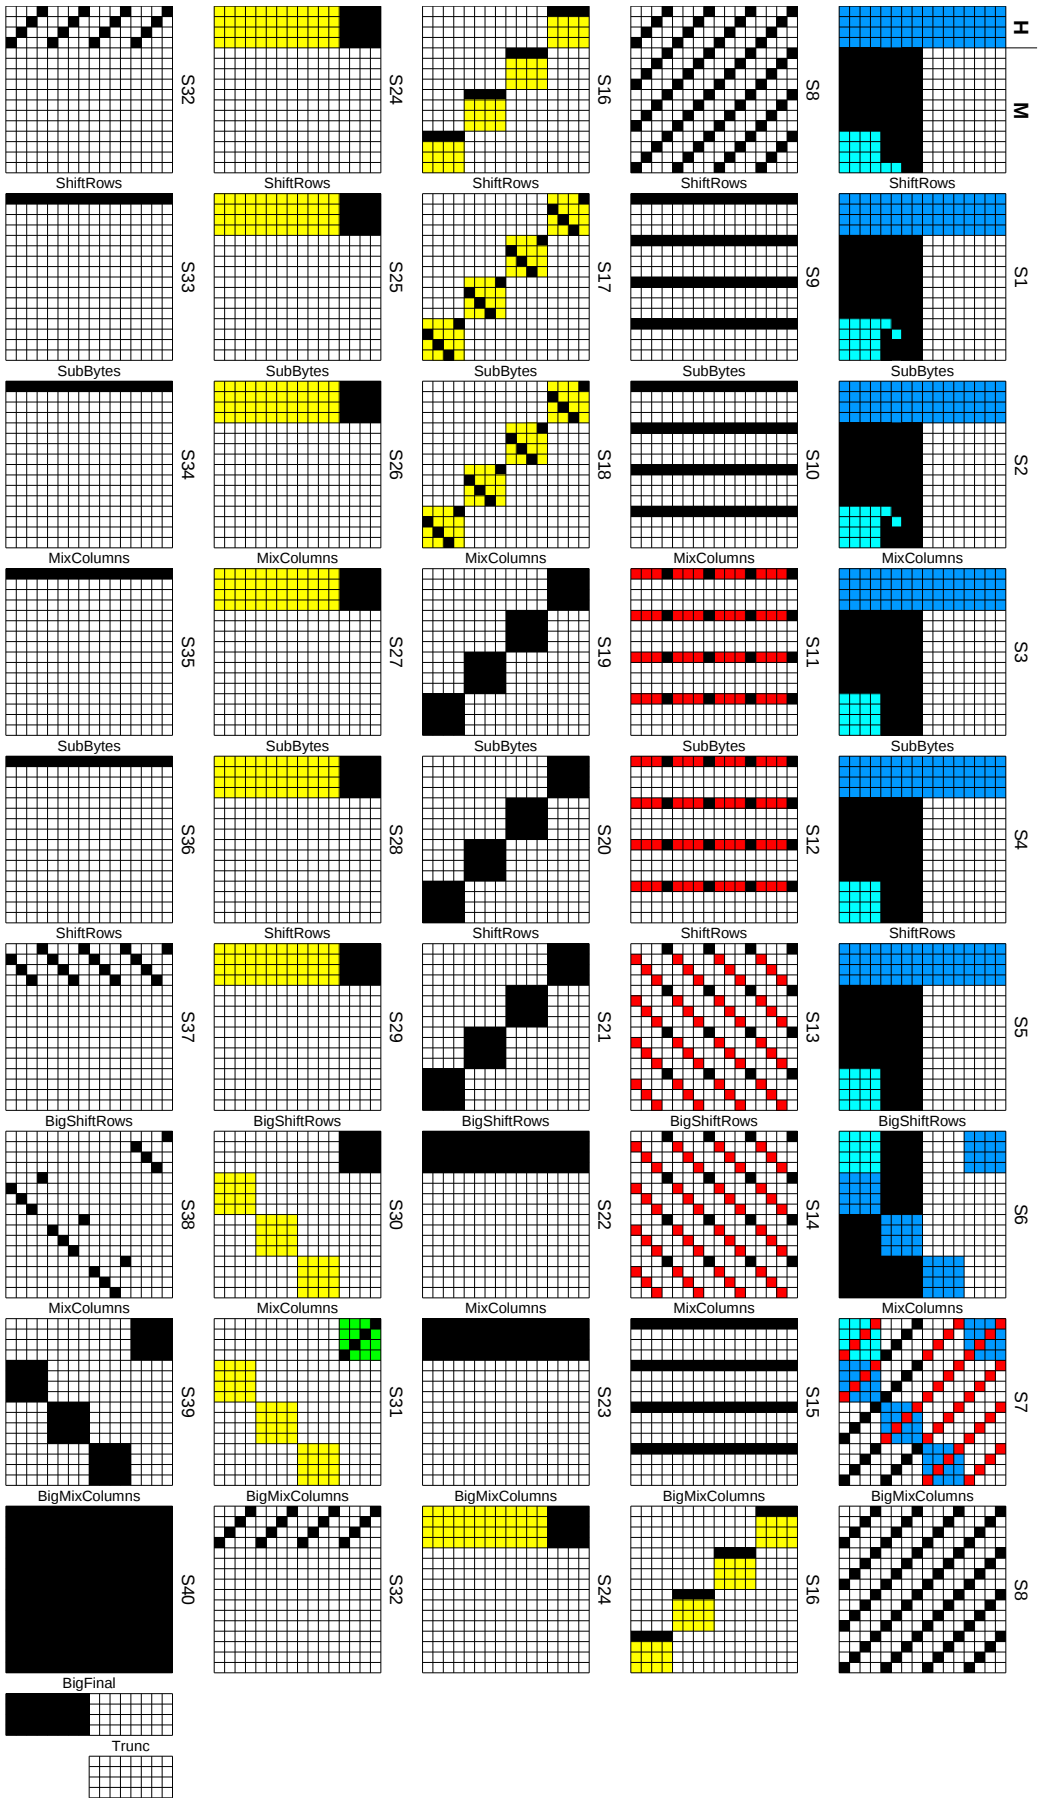 H
M
S32
S24
S16
S8
ShiftRows
ShiftRows
ShiftRows
ShiftRows
ShiftRows
S33
S25
S17
S9
S1
SubBytes
SubBytes
SubBytes
SubBytes
SubBytes
S34
S26
S18
S10
S2
MixColumns
MixColumns
MixColumns
MixColumns
MixColumns
S35
S27
S19
S11
S3
SubBytes
SubBytes
SubBytes
SubBytes
SubBytes
S36
S28
S20
S12
S4
ShiftRows
ShiftRows
ShiftRows
ShiftRows
ShiftRows
S37
S29
S21
S13
S5
BigShiftRows
BigShiftRows
BigShiftRows
BigShiftRows
BigShiftRows
S38
S30
S22
S14
S6
MixColumns
MixColumns
MixColumns
MixColumns
MixColumns
S39
S31
S23
S15
S7
BigMixColumns
BigMixColumns
BigMixColumns
BigMixColumns
BigMixColumns
S40
S32
S24
S16
S8
BigFinal
Trunc